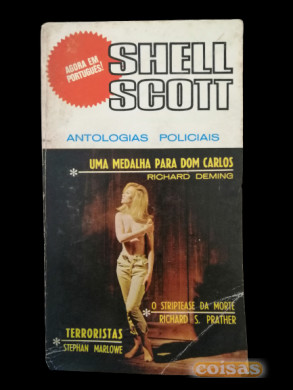 AGORA EM
PORTUGUÊS!
SHELL
SCOTT
ANTOLOGIAS POLICIAIS
* UMA MEDALHA PARA DOM CARLOS
RICHARD DEMING
O STRIPTEASE DA MORTE
* RICHARD S. PRATHER
TERRORISTAS
* STEPHAN MARLOWE
coisas